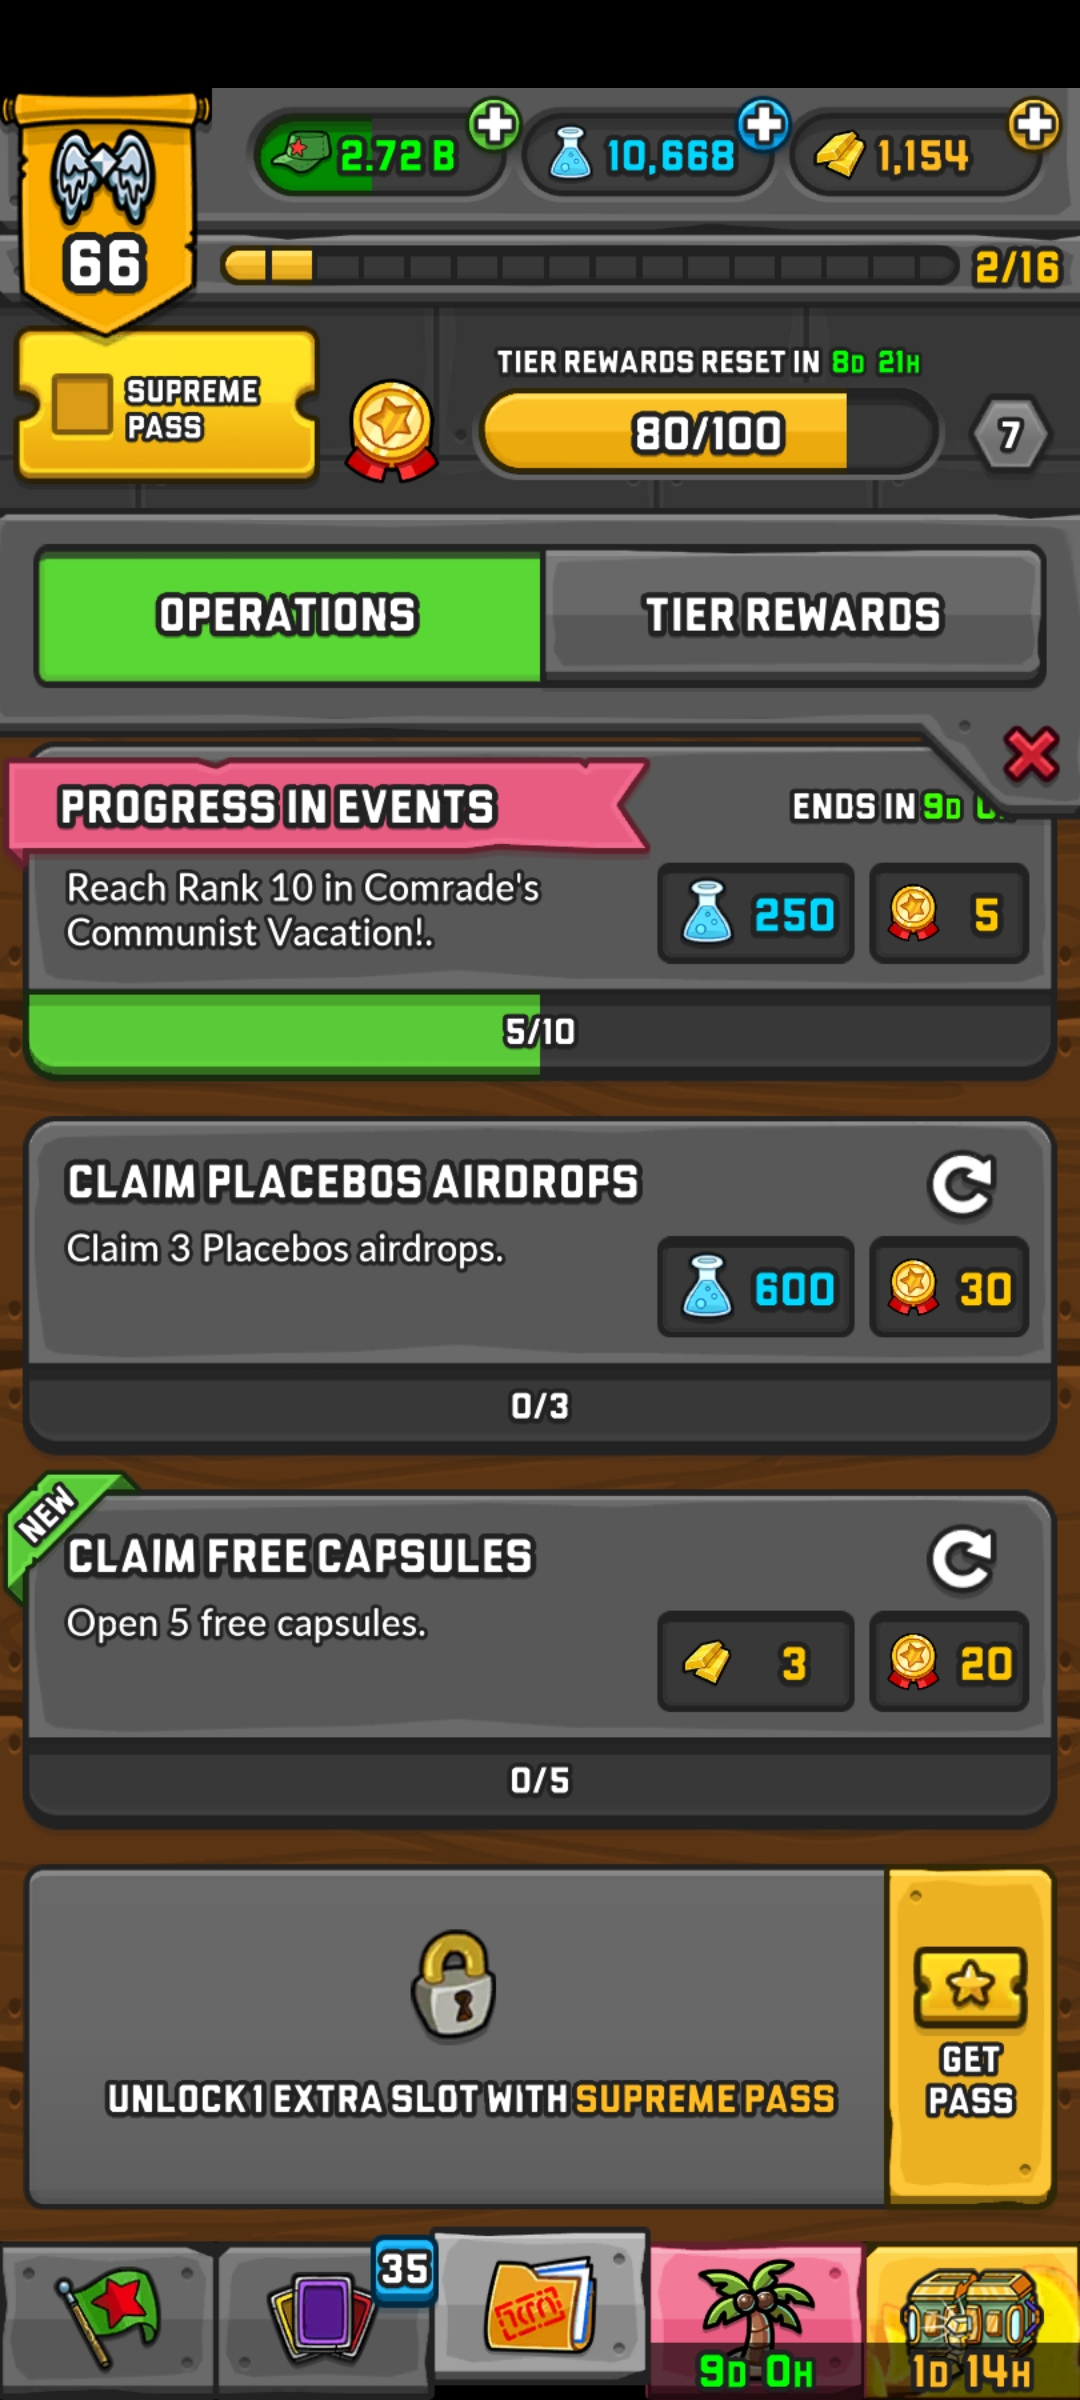 2.72 B
10,668
1,154
66
2/16
TIER REWARDS RESET IN 8D 21H
SUPREME
PASS
80/100
7
OPERATIONS
TIER REWARDS
PROGRESS IN EVENTS
ENDS IN 9D
Reach Rank 10 in Comrade's
Communist Vacation!.
250
5
5/10
CLAIM PLACEBOS AIRDROPS
Claim 3 Placebos airdrops.
600
30
0/3
NEW
CLAIM FREE CAPSULES
Open 5 free capsules.
3
20
0/5
UNLOCK 1 EXTRA SLOT WITH SUPREME PASS
GET
PASS
35
9D 0H
1D 14H